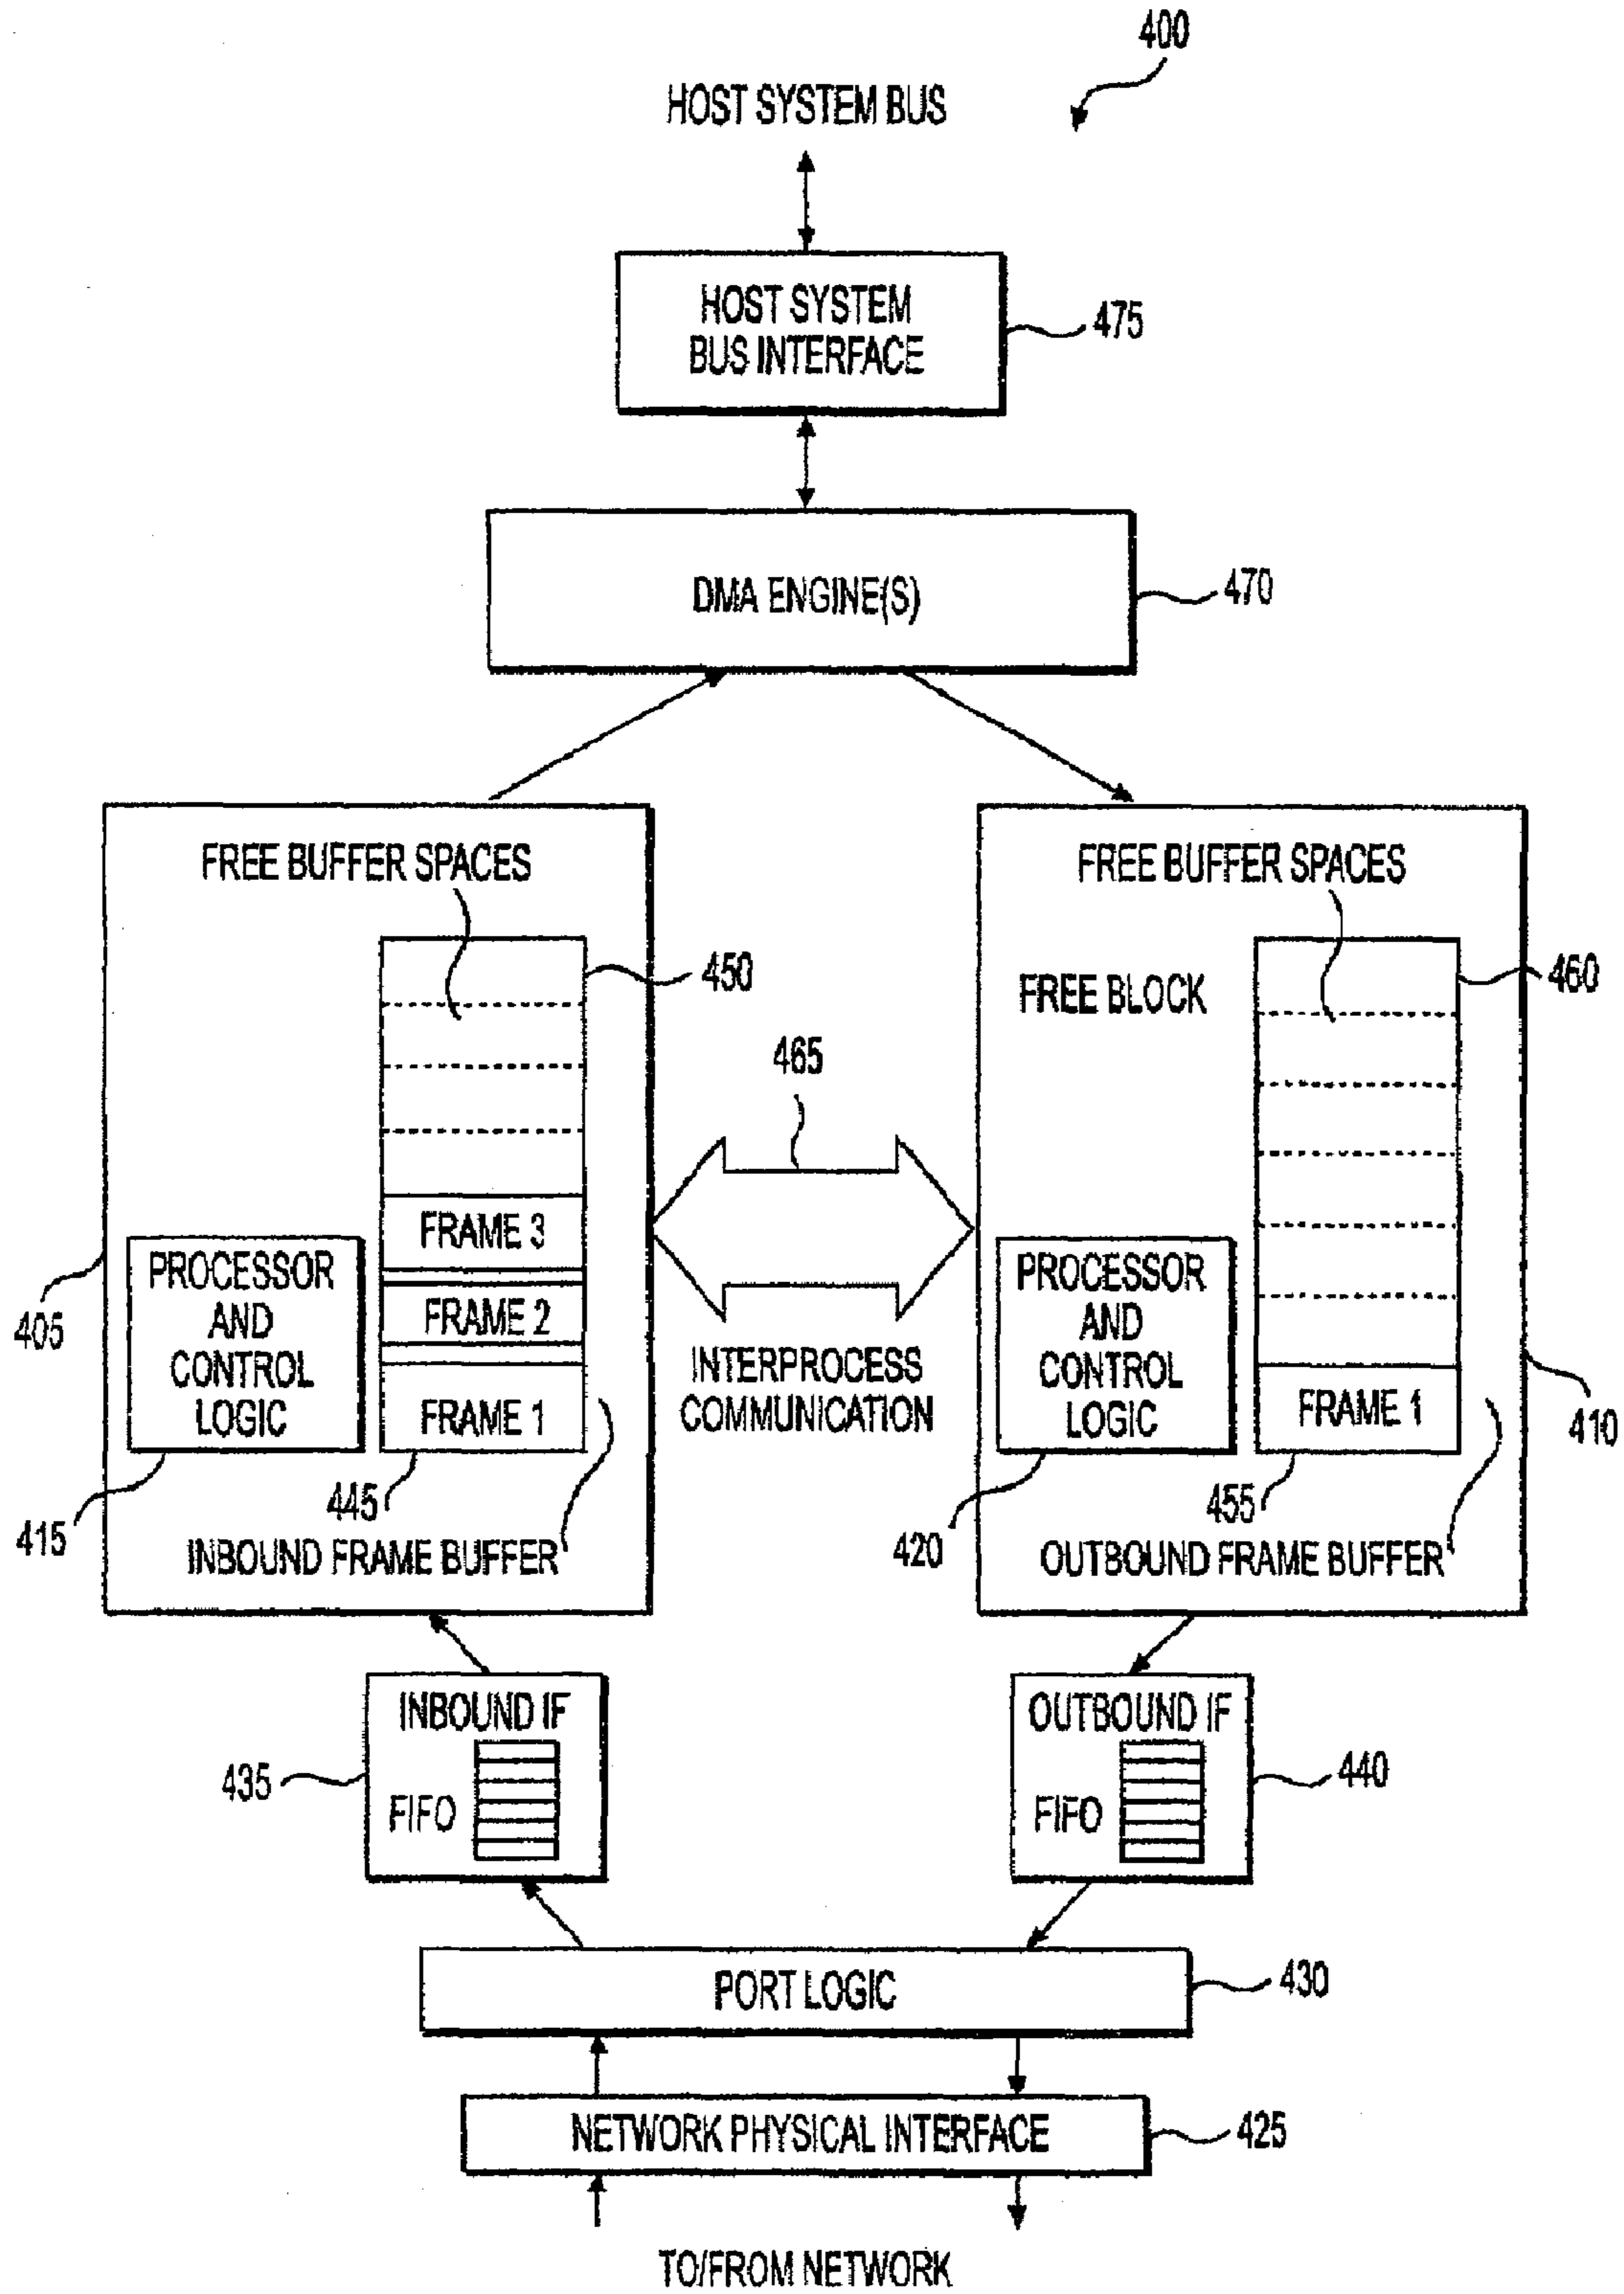 400
HOST SYSTEM BUS
HOST SYSTEM
BUS INTERFACE
475
DMA ENGINE(S)
470
FREE BUFFER SPACES
450
FRAME 3
FRAME 2
FRAME 1
PROCESSOR
AND
CONTROL
LOGIC
405
415
445
INBOUND FRAME BUFFER
465
INTERPROCESS
COMMUNICATION
FREE BUFFER SPACES
FREE BLOCK
460
PROCESSOR
AND
CONTROL
LOGIC
FRAME 1
410
420
455
OUTBOUND FRAME BUFFER
INBOUND IF
FIFO
435
OUTBOUND IF
FIFO
440
PORT LOGIC
430
NETWORK PHYSICAL INTERFACE
425
TO/FROM NETWORK